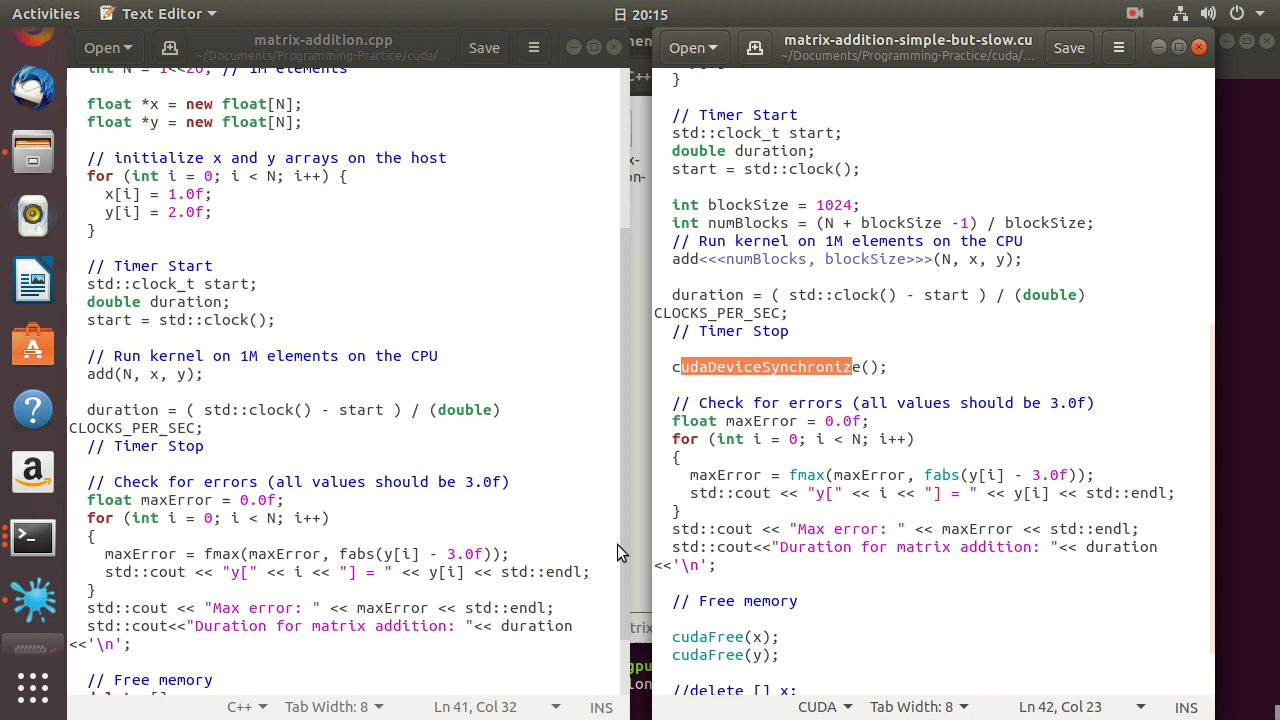 Activities
Text Editor
日 20:15
Open
matrix-addition.cpp
~/Documents/Programming-Practice/cuda/…
Save
int N = 1<<20; // 1M elements
float *x = new float[N];
float *y = new float[N];
// initialize x and y arrays on the host
for (int i = 0; i < N; i++) {
x[i] = 1.0f;
y[i] = 2.0f;
}
// Timer Start
std::clock_t start;
double duration;
start = std::clock();
// Run kernel on 1M elements on the CPU
add(N, x, y);
duration = ( std::clock() - start ) / (double)
CLOCKS_PER_SEC;
// Timer Stop
// Check for errors (all values should be 3.0f)
float maxError = 0.0f;
for (int i = 0; i < N; i++)
{
maxError = fmax(maxError, fabs(y[i] - 3.0f));
std::cout << "y[" << i << "] = " << y[i] << std::endl;
}
std::cout << "Max error: " << maxError << std::endl;
std::cout<<"Duration for matrix addition: "<< duration
<<'\n';
// Free memory
C++
Tab Width: 8
Ln 41, Col 32
INS
Open
matrix-addition-simple-but-slow.cu
~/Documents/Programming-Practice/cuda/…
Save
}
// Timer Start
std::clock_t start;
double duration;
start = std::clock();
int blockSize = 1024;
int numBlocks = (N + blockSize -1) / blockSize;
// Run kernel on 1M elements on the CPU
add<<<numBlocks, blockSize>>>(N, x, y);
duration = ( std::clock() - start ) / (double)
CLOCKS_PER_SEC;
// Timer Stop
cudaDeviceSynchronize();
// Check for errors (all values should be 3.0f)
float maxError = 0.0f;
for (int i = 0; i < N; i++)
{
maxError = fmax(maxError, fabs(y[i] - 3.0f));
std::cout << "y[" << i << "] = " << y[i] << std::endl;
}
std::cout << "Max error: " << maxError << std::endl;
std::cout<<"Duration for matrix addition: "<< duration
<<'\n';
// Free memory
cudaFree(x);
cudaFree(y);
//delete [] x;
CUDA
Tab Width: 8
Ln 42, Col 23
INS